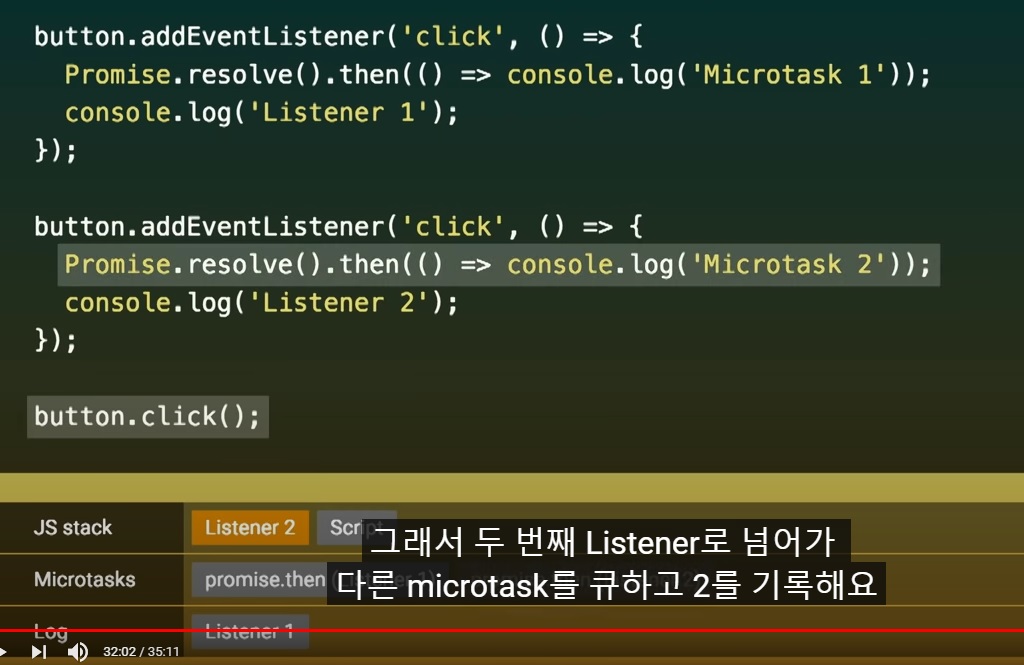 button.addEventListener('click', () => {
Promise.resolve().then(() => console.log('Microtask 1'));
console.log('Listener 1');
});
button.addEventListener('click', () => {
Promise.resolve().then(() => console.log('Microtask 2'));
console.log('Listener 2');
});
button.click();
JS stack Listener 2 Script
그래서 두 번째 Listener로 넘어가
Microtasks promise.then
다른 microtask를 큐하고 2틀 기록해요
Log Listener 1
32:02 / 35:11